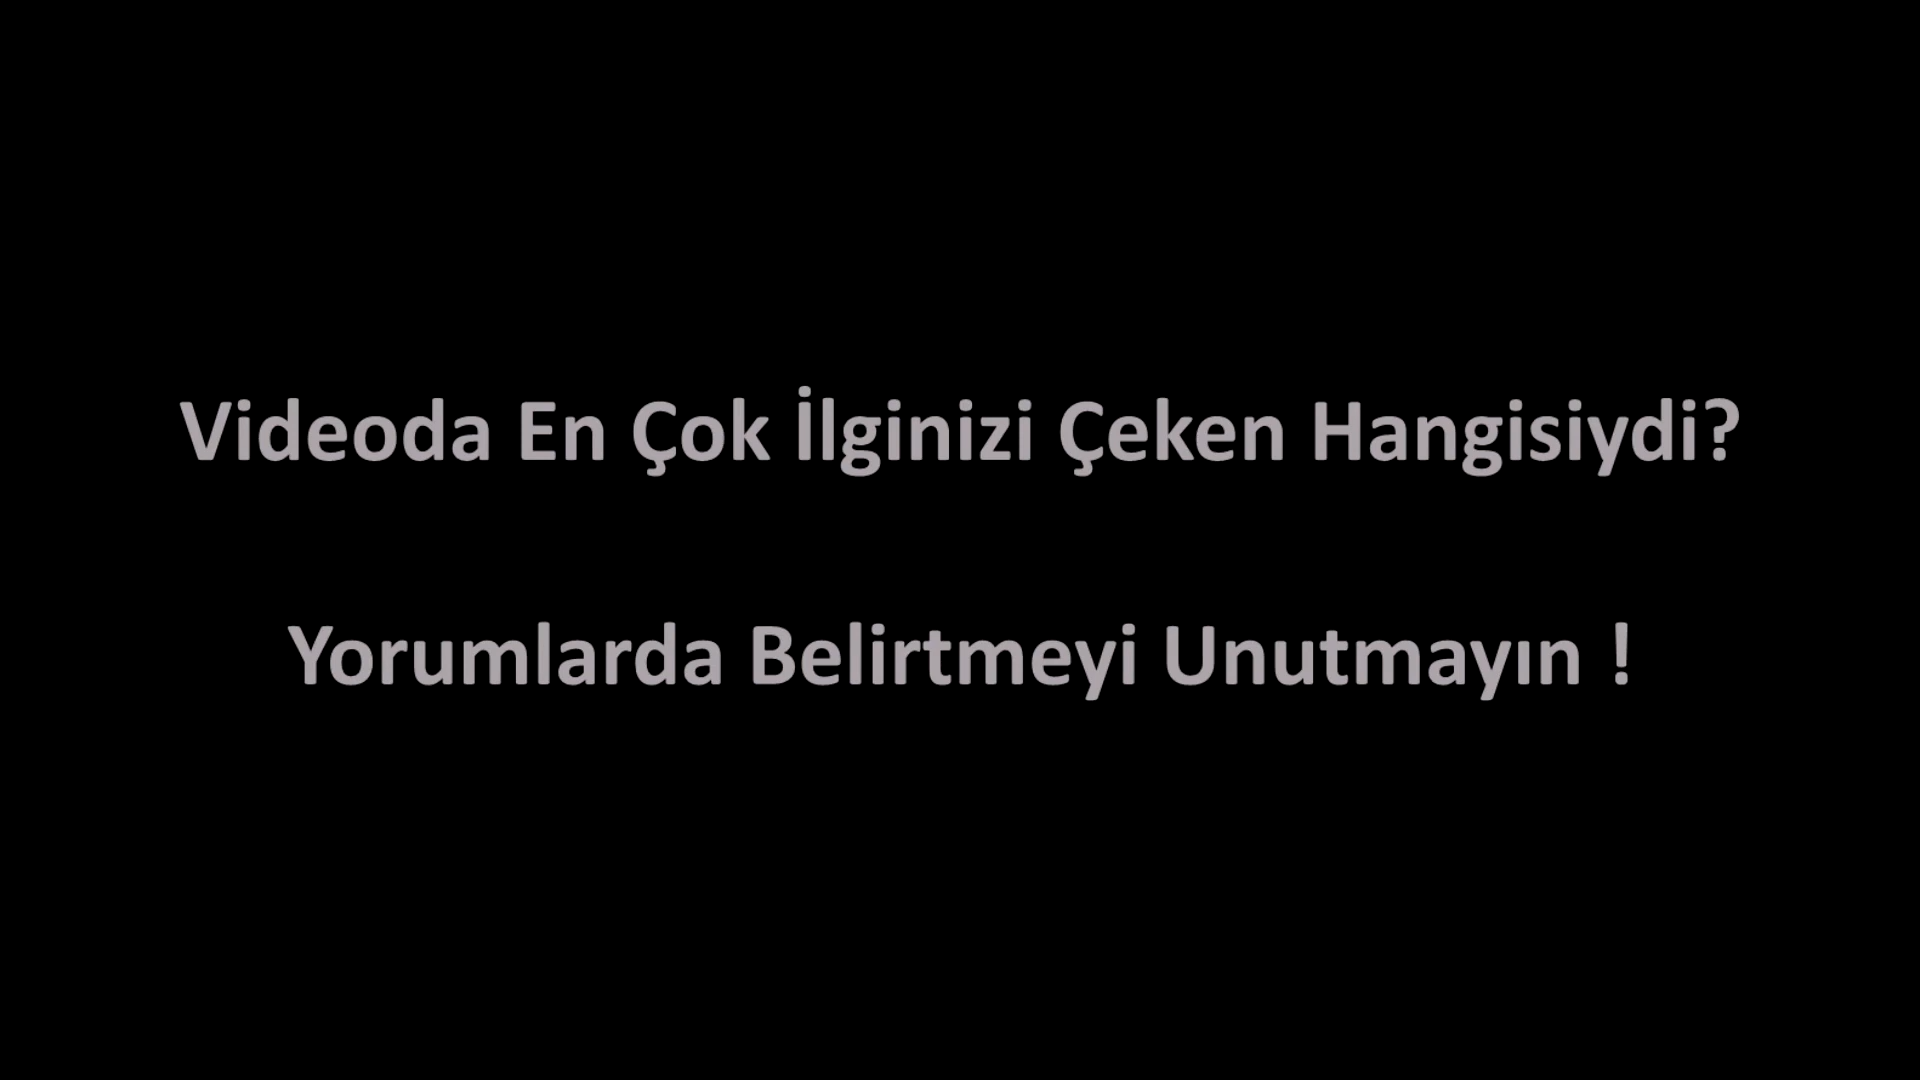 Videoda En Çok İlginizi Çeken Hangisiydi?
Yorumlarda Belirtmeyi Unutmayın !